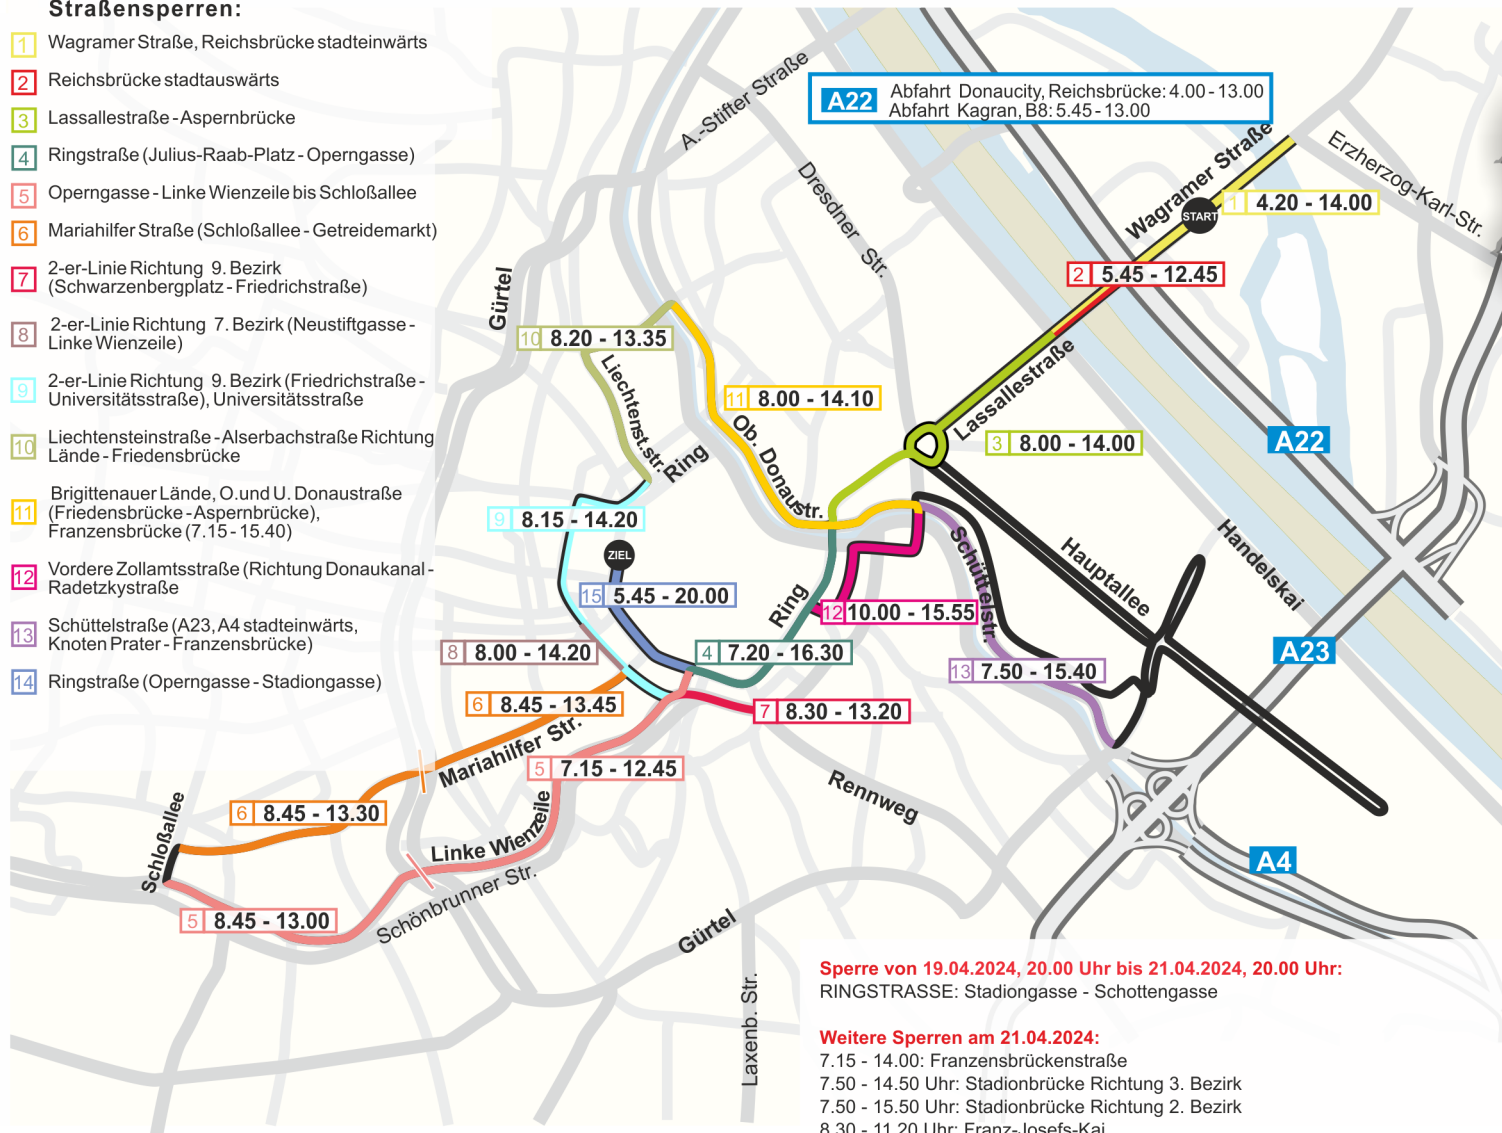 Straßensperren:
1 Wagramer Straße, Reichsbrücke stadteinwärts
2 Reichsbrücke stadtauswärts
3 Lassallestraße - Aspernbrücke
4 Ringstraße (Julius-Raab-Platz - Operngasse)
5 Operngasse - Linke Wienzeile bis Schloßallee
6 Mariahilfer Straße (Schloßallee - Getreidemarkt)
7 2-er-Linie Richtung 9. Bezirk
(Schwarzenbergplatz - Friedrichstraße)
8 2-er-Linie Richtung 7. Bezirk (Neustiftgasse -
Linke Wienzeile)
9 2-er-Linie Richtung 9. Bezirk (Friedrichstraße -
Universitätsstraße), Universitätsstraße
10 Liechtensteinstraße - Alserbachstraße Richtung
Lände - Friedensbrücke
11 Brigittenauer Lände, O.und U. Donaustraße
(Friedensbrücke - Aspernbrücke),
Franzensbrücke (7.15 - 15.40)
12 Vordere Zollamtsstraße (Richtung Donaukanal -
Radetzkystraße
13 Schüttelstraße (A23, A4 stadteinwärts,
Knoten Prater - Franzensbrücke)
14 Ringstraße (Operngasse - Stadiongasse)
A.-Stifter Straße
A22 Abfahrt Donaucity, Reichsbrücke: 4.00 - 13.00
Abfahrt Kagran, B8: 5.45 - 13.00
Wagramer Straße
Erzherzog-Karl-Str.
Dresdner Str.
START
1 4.20 - 14.00
2 5.45 - 12.45
Gürtel
10 8.20 - 13.35
Liechtenst.str.
11 8.00 - 14.10
Lassallestraße
3 8.00 - 14.00
A22
Ob. Donaustr.
Ring
9 8.15 - 14.20
ZIEL
15 5.45 - 20.00
Schüttelstr.
Hauptallee
Handelskai
Ring
12 10.00 - 15.55
8 8.00 - 14.20
4 7.20 - 16.30
A23
13 7.50 - 15.40
6 8.45 - 13.45
7 8.30 - 13.20
Mariahilfer Str.
5 7.15 - 12.45
Rennweg
Schloßallee
6 8.45 - 13.30
Linke Wienzeile
A4
Schönbrunner Str.
5 8.45 - 13.00
Gürtel
Laxenb. Str.
Sperre von 19.04.2024, 20.00 Uhr bis 21.04.2024, 20.00 Uhr:
RINGSTRASSE: Stadiongasse - Schottengasse
Weitere Sperren am 21.04.2024:
7.15 - 14.00: Franzensbrückenstraße
7.50 - 14.50 Uhr: Stadionbrücke Richtung 3. Bezirk
7.50 - 15.50 Uhr: Stadionbrücke Richtung 2. Bezirk
8.30 - 11.20 Uhr: Franz-Josefs-Kai